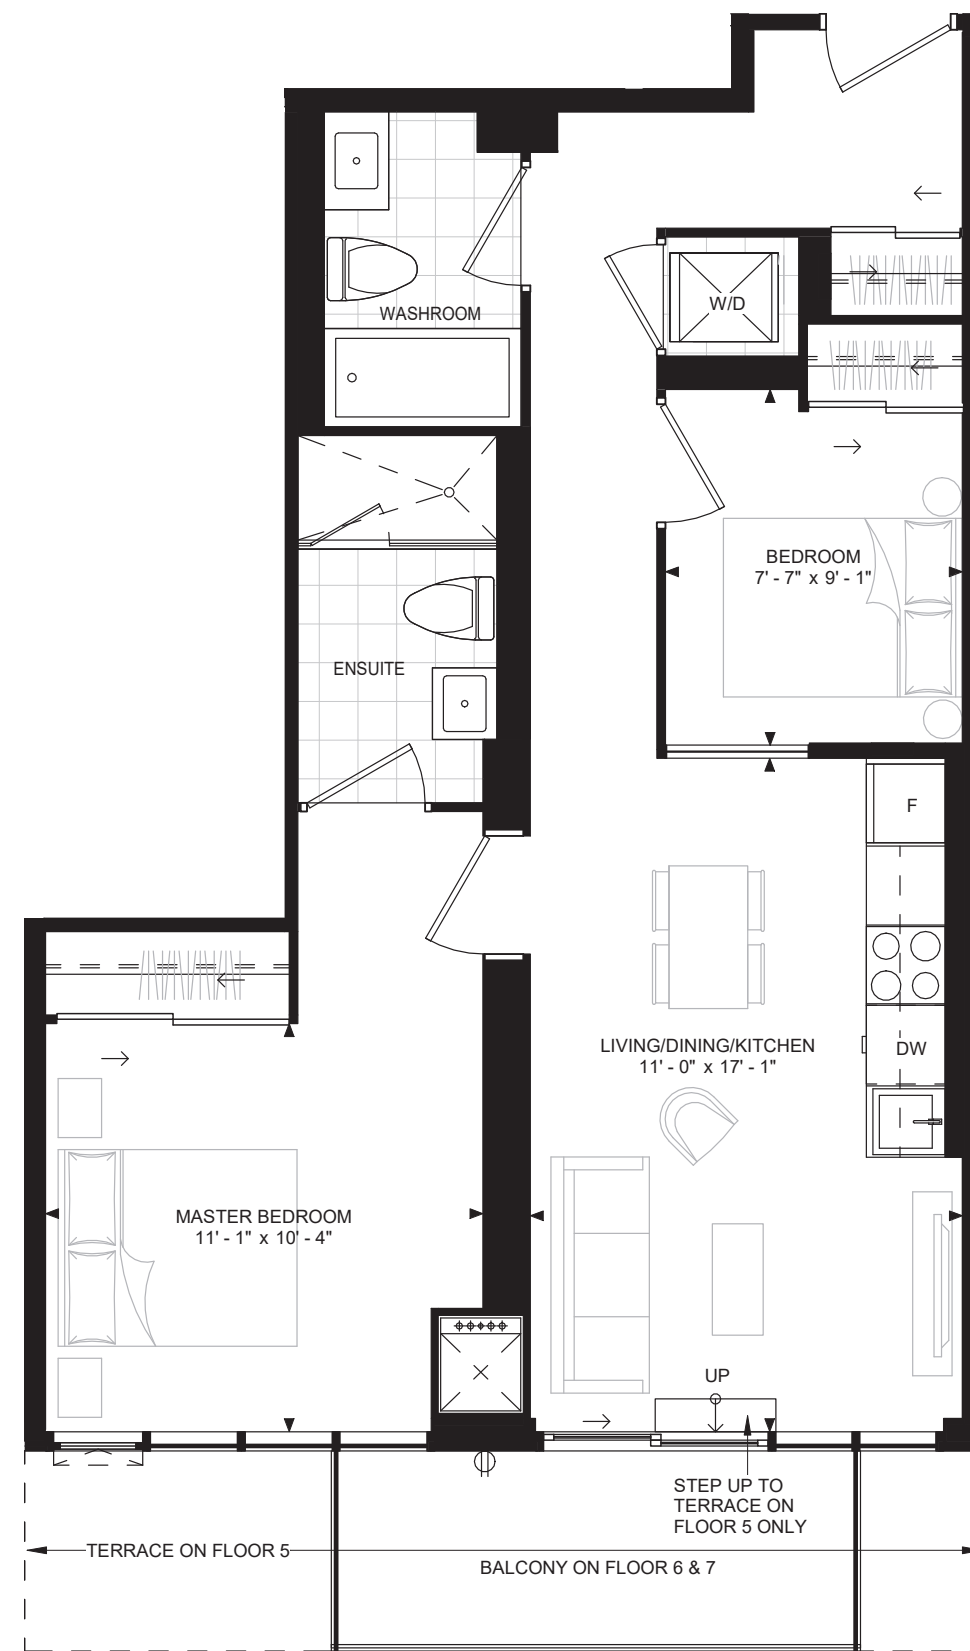 WASHROOM
W/D
BEDROOM
7' - 7" x 9' - 1"
ENSUITE
F
LIVING/DINING/KITCHEN
11' - 0" x 17' - 1"
DW
MASTER BEDROOM
11' - 1" x 10' - 4"
UP
STEP UP TO
TERRACE ON
FLOOR 5 ONLY
TERRACE ON FLOOR 5
BALCONY ON FLOOR 6 & 7